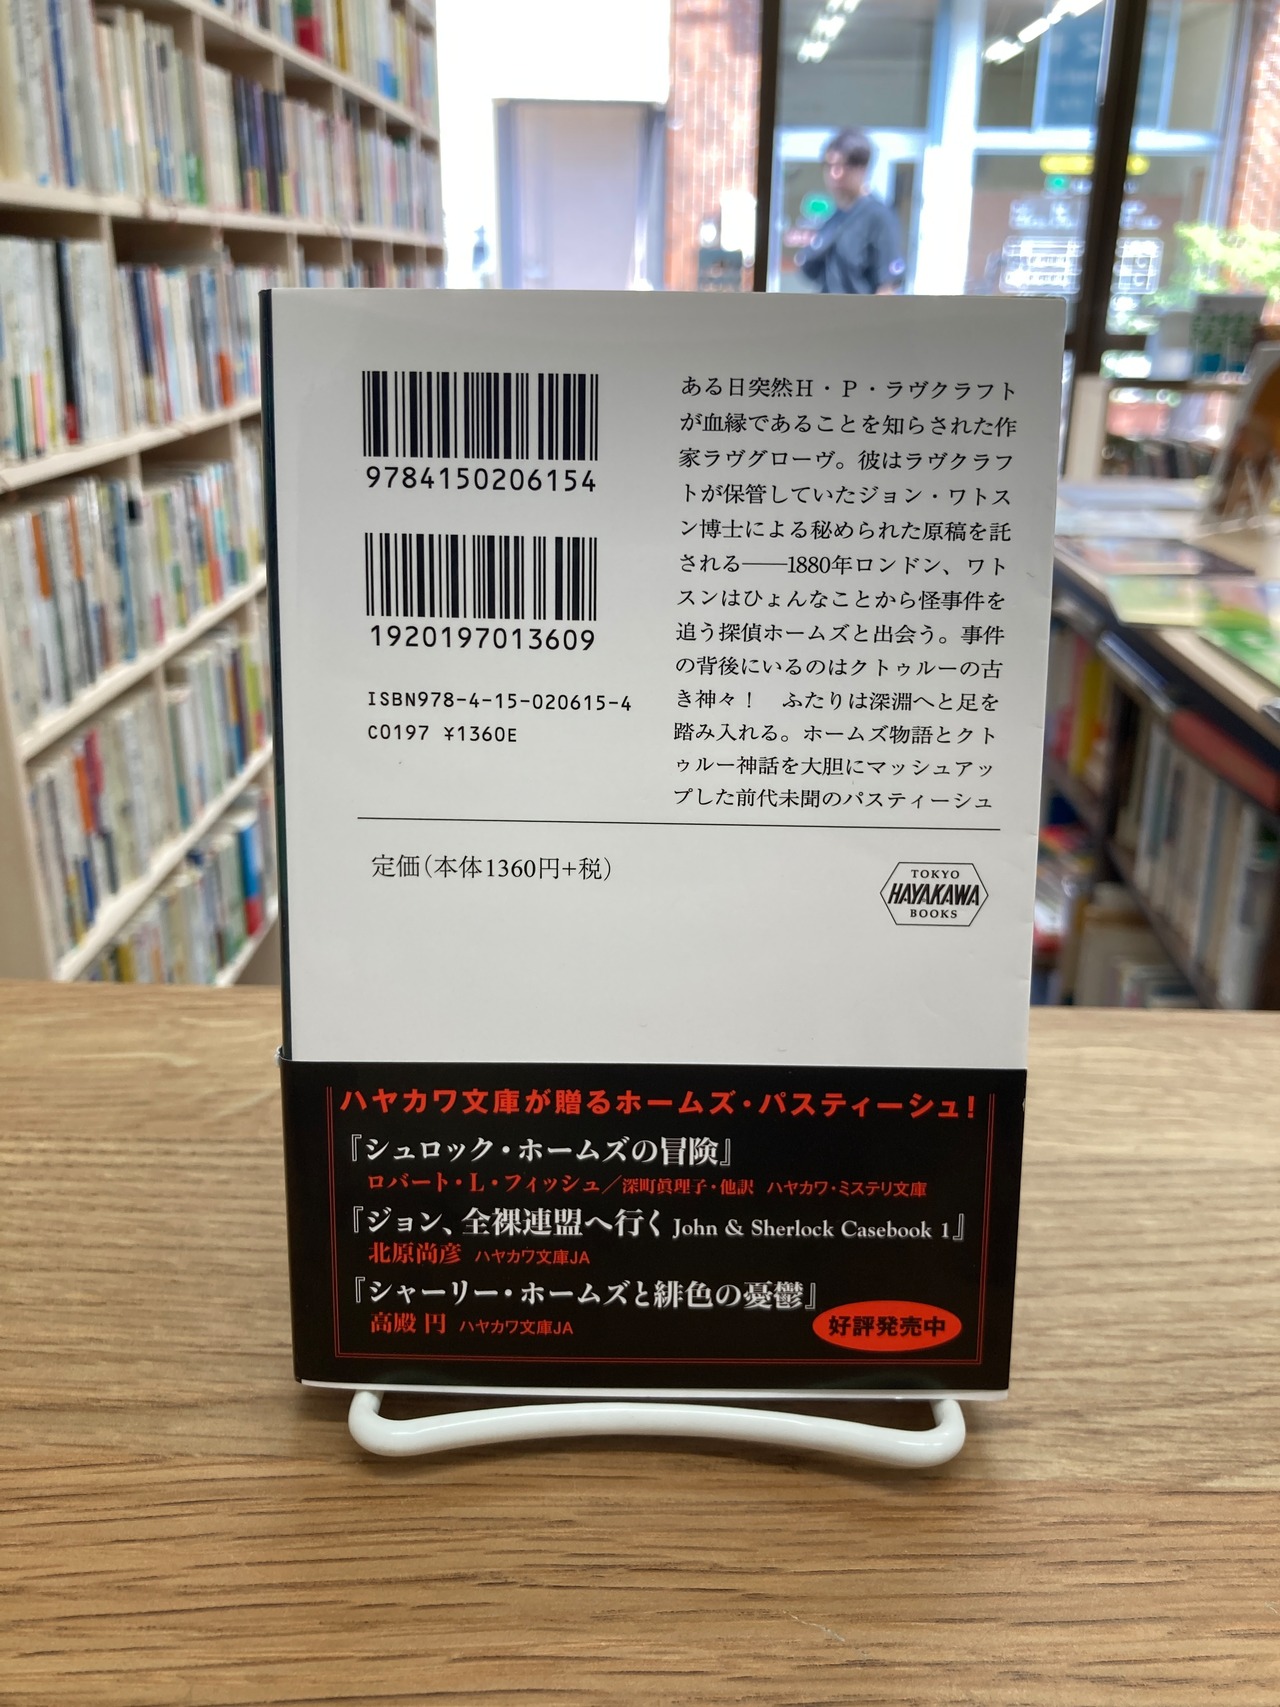 9784150206154
1920197013609
ISBN978-4-15-020615-4
C0197 ¥1360E
ある日突然H・P・ラヴクラフト
が血縁であることを知らされた作
家ラヴグローヴ。彼はラヴクラフ
トが保管していたジョン・ワトス
ン博士による秘められた原稿を託
される――1880年ロンドン、ワト
スンはひょんなことから怪事件を
追う探偵ホームズと出会う。事件
の背後にいるのはクトゥルーの古
き神々！　ふたりは深淵へと足を
踏み入れる。ホームズ物語とクト
ゥルー神話を大胆にマッシュアッ
プした前代未聞のパスティーシュ
定価(本体1360円+税)
TOKYO
HAYAKAWA
BOOKS
ハヤカワ文庫が贈るホームズ・パスティーシュ！
『シュロック・ホームズの冒険』
ロバート・L・フィッシュ／深町眞理子・他訳 ハヤカワ・ミステリ文庫
『ジョン、全裸連盟へ行く John & Sherlock Casebook 1』
北原尚彦 ハヤカワ文庫JA
『シャーリー・ホームズと緋色の憂鬱』
高殿 円 ハヤカワ文庫JA
好評発売中